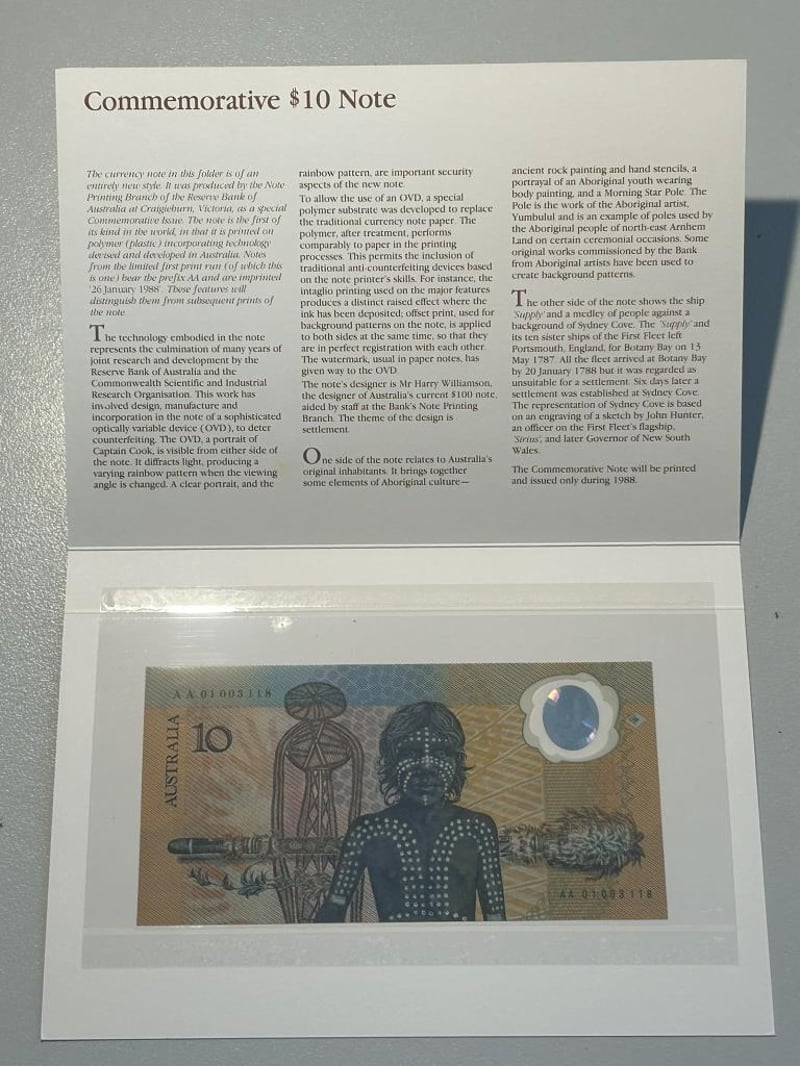 Commemorative $10 Note
The currency note in this folder is of an
entirely new style. It was produced by the Note
Printing Branch of the Reserve Bank of
Australia at Craigieburn, Victoria, as a special
Commemorative Issue. The note is the first of
its kind in the world, in that it is printed on
polymer (plastic) incorporating technology
devised and developed in Australia. Notes
from the limited first print run (of which this
is one) bear the prefix AA and are imprinted
'26 January 1988'. These features will
distinguish them from subsequent prints of
the note.
The technology embodied in the note
represents the culmination of many years of
joint research and development by the
Reserve Bank of Australia and the
Commonwealth Scientific and Industrial
Research Organisation. This work has
involved design, manufacture and
incorporation in the note of a sophisticated
optically variable device (OVD), to deter
counterfeiting. The OVD, a portrait of
Captain Cook, is visible from either side of
the note. It diffracts light, producing a
varying rainbow pattern when the viewing
angle is changed. A clear portrait, and the
rainbow pattern, are important security
aspects of the new note.
To allow the use of an OVD, a special
polymer substrate was developed to replace
the traditional currency note paper. The
polymer, after treatment, performs
comparably to paper in the printing
processes. This permits the inclusion of
traditional anti-counterfeiting devices based
on the note printer's skills. For instance, the
intaglio printing used on the major features
produces a distinct raised effect where the
ink has been deposited; offset print, used for
background patterns on the note, is applied
to both sides at the same time, so that they
are in perfect registration with each other.
The watermark, usual in paper notes, has
given way to the OVD.
The note's designer is Mr Harry Williamson,
the designer of Australia's current $100 note,
aided by staff at the Bank's Note Printing
Branch. The theme of the design is
settlement.
One side of the note relates to Australia's
original inhabitants. It brings together
some elements of Aboriginal culture—
ancient rock painting and hand stencils, a
portrayal of an Aboriginal youth wearing
body painting, and a Morning Star Pole. The
Pole is the work of the Aboriginal artist,
Yumbulul and is an example of poles used by
the Aboriginal people of north-east Arnhem
Land on certain ceremonial occasions. Some
original works commissioned by the Bank
from Aboriginal artists have been used to
create background patterns.
The other side of the note shows the ship
'Supply' and a medley of people against a
background of Sydney Cove. The 'Supply' and
its ten sister ships of the First Fleet left
Portsmouth, England, for Botany Bay on 13
May 1787. All the fleet arrived at Botany Bay
by 20 January 1788 but it was regarded as
unsuitable for a settlement. Six days later a
settlement was established at Sydney Cove.
The representation of Sydney Cove is based
on an engraving of a sketch by John Hunter,
an officer on the First Fleet's flagship,
'Sirius', and later Governor of New South
Wales.
The Commemorative Note will be printed
and issued only during 1988.
AA 01 003 118
AUSTRALIA
10
AA 01 003 118